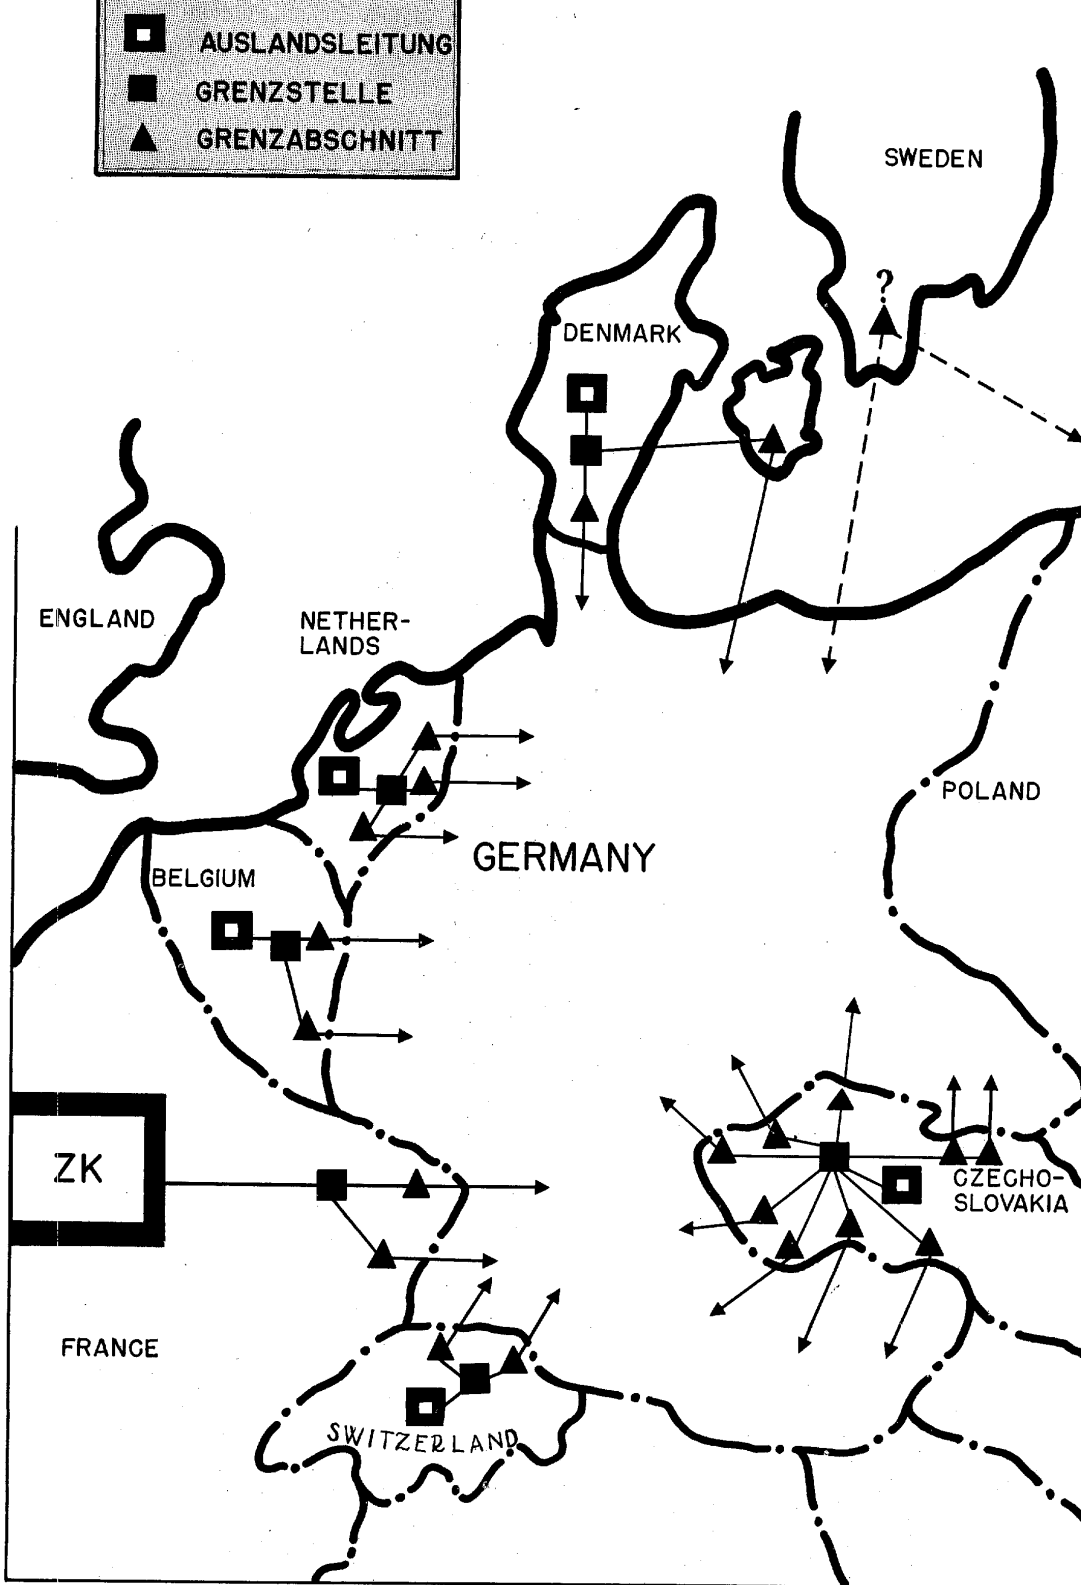 AUSLANDSLEITUNG
GRENZSTELLE
GRENZABSCHNITT
SWEDEN
?
DENMARK
ENGLAND
NETHER-
LANDS
POLAND
GERMANY
BELGIUM
ZK
CZECHO-
SLOVAKIA
FRANCE
SWITZERLAND